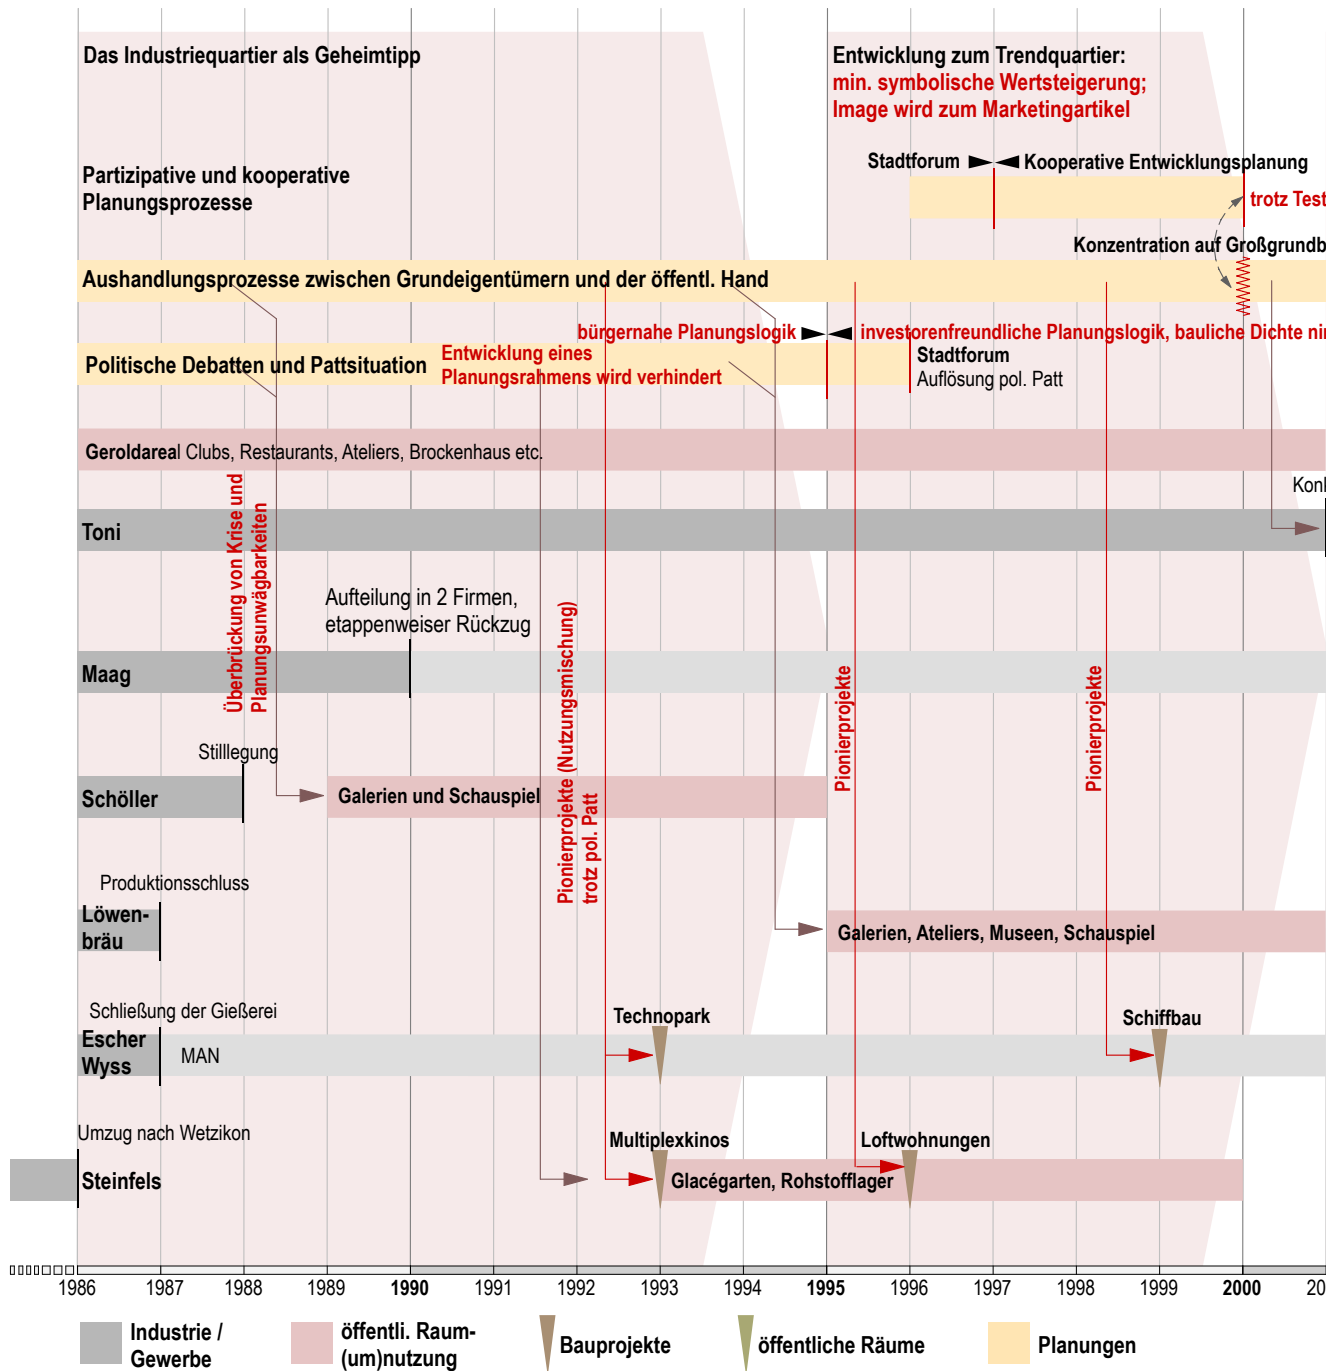 Das Industriequartier als Geheimtipp
Entwicklung zum Trendquartier:
min. symbolische Wertsteigerung;
Image wird zum Marketingartikel
Stadtforum
Kooperative Entwicklungsplanung
Partizipative und kooperative
Planungsprozesse
trotz Test
Konzentration auf Großgrundb
Aushandlungsprozesse zwischen Grundeigentümern und der öffentl. Hand
bürgernahe Planungslogik
investorenfreundliche Planungslogik, bauliche Dichte nim
Politische Debatten und Pattsituation
Entwicklung eines
Planungsrahmens wird verhindert
Stadtforum
Auflösung pol. Patt
Geroldareal Clubs, Restaurants, Ateliers, Brockenhaus etc.
Überbrückung von Krise und
Planungsunwägbarkeiten
Konk
Toni
Aufteilung in 2 Firmen,
etappenweiser Rückzug
Pionierprojekte (Nutzungsmischung)
trotz pol. Patt
Pionierprojekte
Pionierprojekte
Maag
Stilllegung
Schöller
Galerien und Schauspiel
Produktionsschluss
Löwen-
bräu
Galerien, Ateliers, Museen, Schauspiel
Schließung der Gießerei
Technopark
Schiffbau
Escher
Wyss
MAN
Umzug nach Wetzikon
Multiplexkinos
Loftwohnungen
Steinfels
Glacégarten, Rohstofflager
1986 1987 1988 1989 1990 1991 1992 1993 1994 1995 1996 1997 1998 1999 2000 20
Industrie /
Gewerbe
öffentli. Raum-
(um)nutzung
Bauprojekte
öffentliche Räume
Planungen